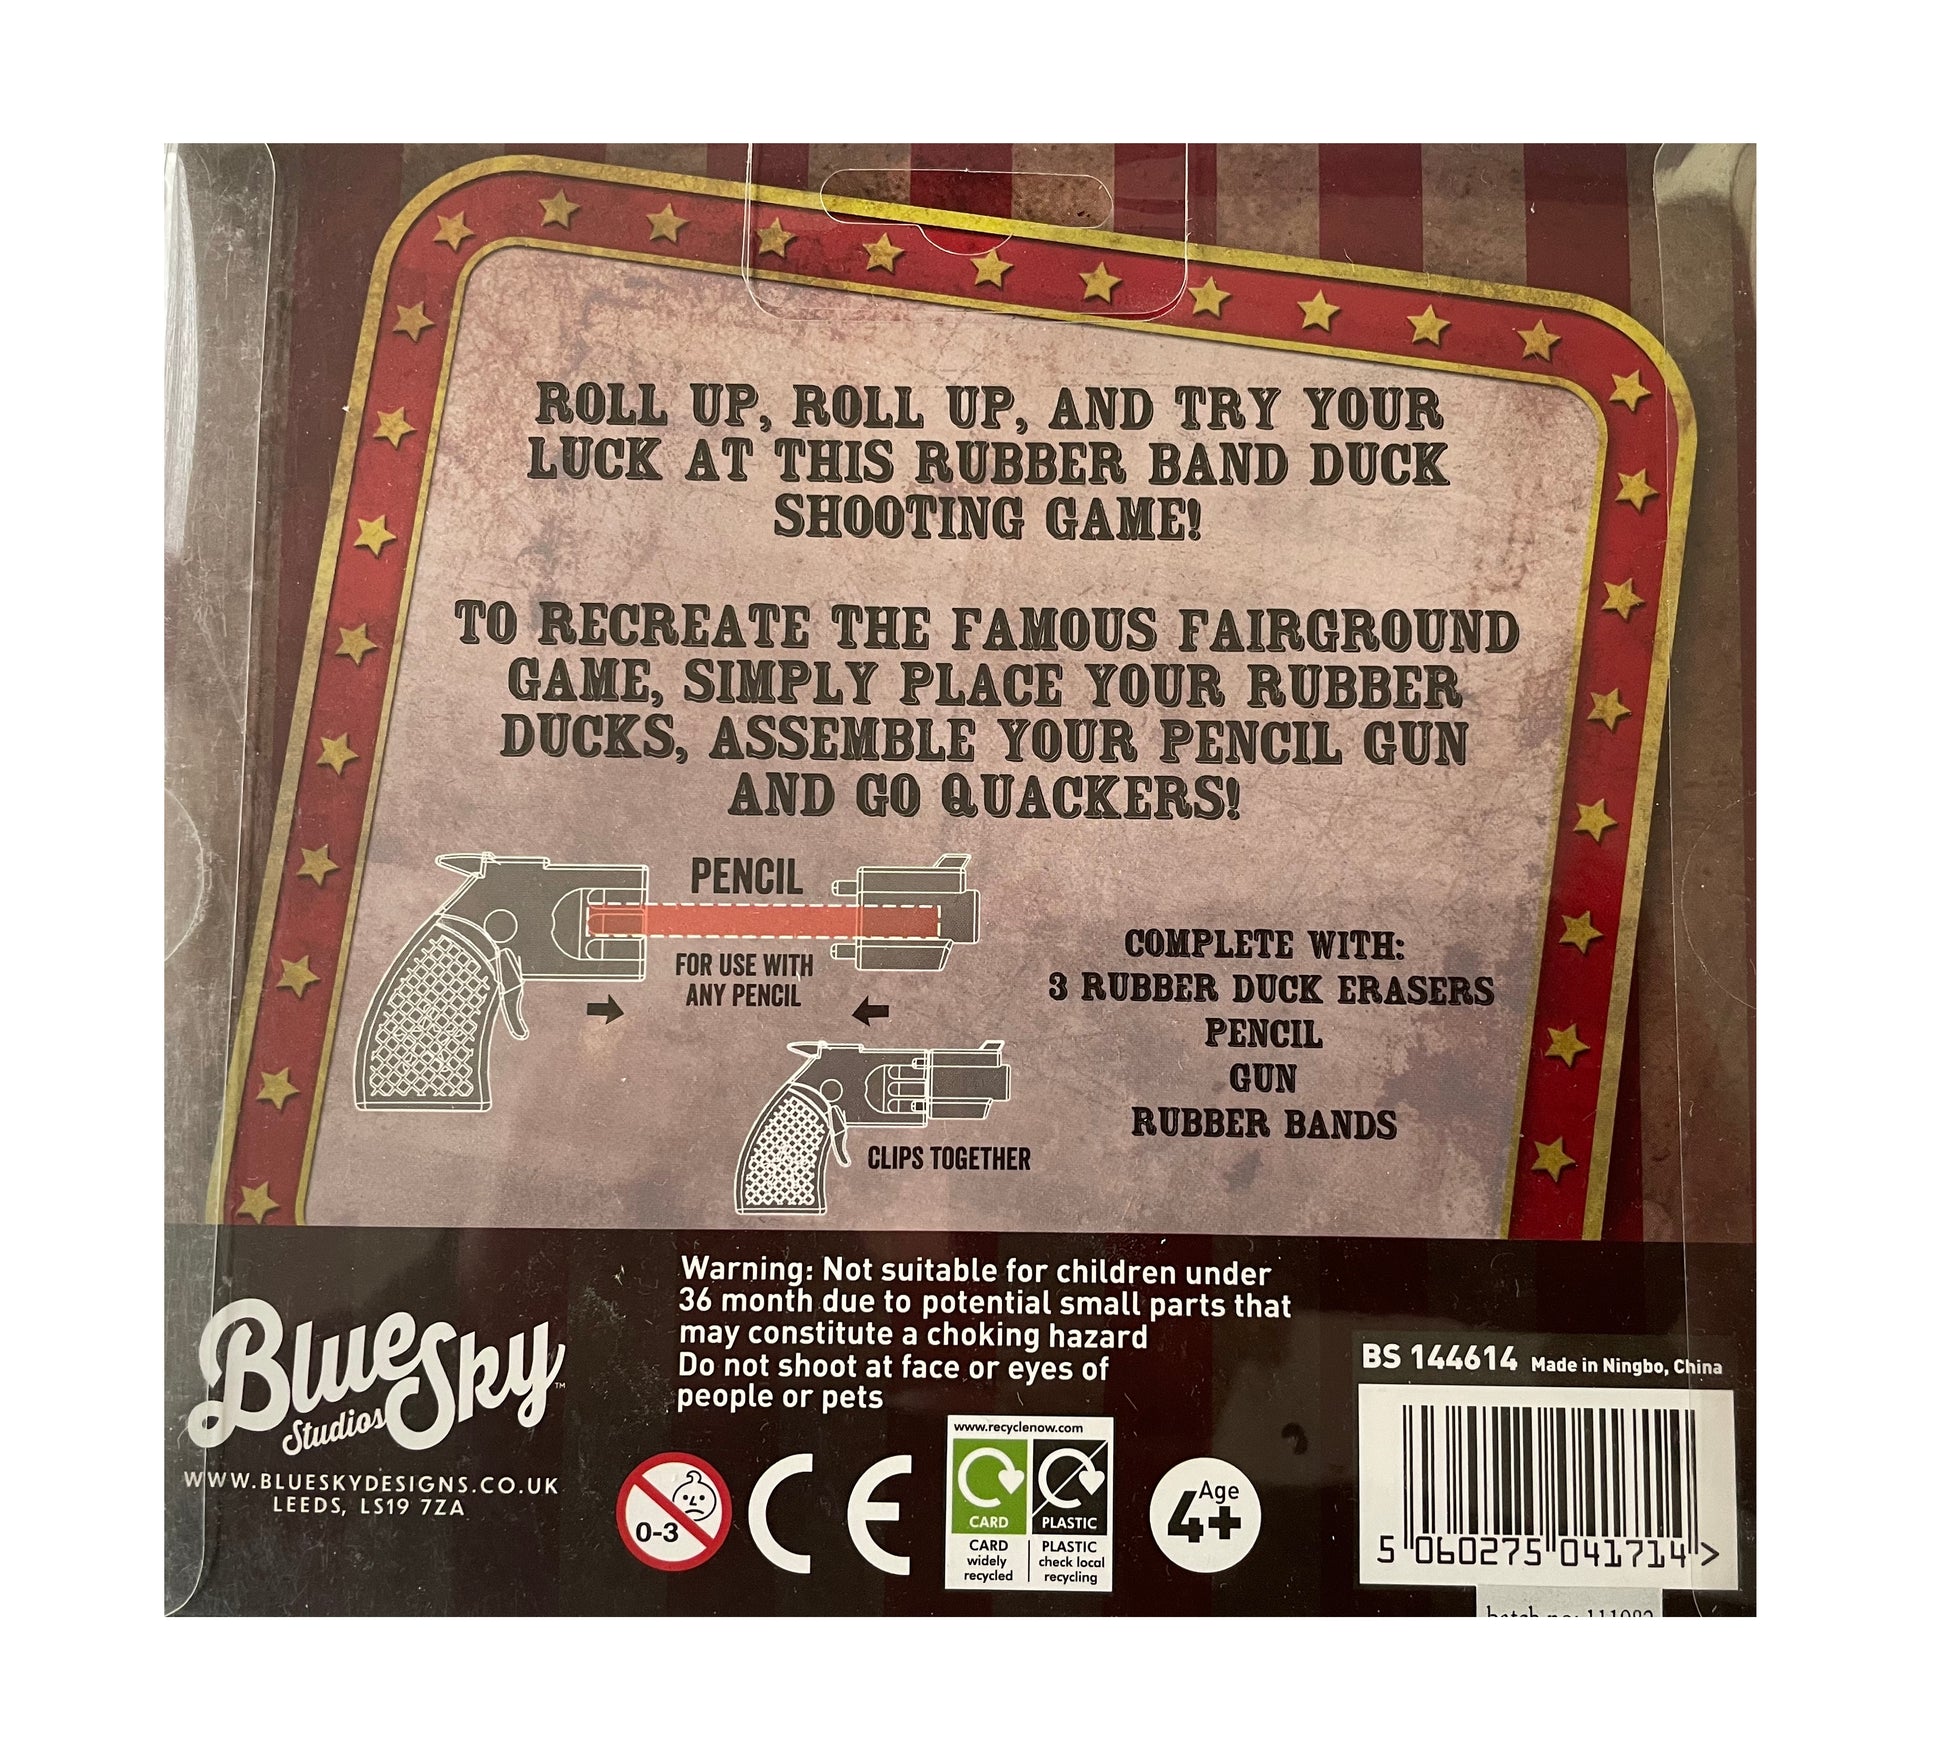 ROLL UP, ROLL UP, AND TRY YOUR
LUCK AT THIS RUBBER BAND DUCK
SHOOTING GAME!
TO RECREATE THE FAMOUS FAIRGROUND
GAME, SIMPLY PLACE YOUR RUBBER
DUCKS, ASSEMBLE YOUR PENCIL GUN
AND GO QUACKERS!
PENCIL
FOR USE WITH
ANY PENCIL
CLIPS TOGETHER
COMPLETE WITH:
3 RUBBER DUCK ERASERS
PENCIL
GUN
RUBBER BANDS
BlueSky
Studios
TM
WWW.BLUESKYDESIGNS.CO.UK
LEEDS, LS19 7ZA
Warning: Not suitable for children under
36 month due to potential small parts that
may constitute a choking hazard
Do not shoot at face or eyes of
people or pets
0-3
CE
www.recyclenow.com
CARD
PLASTIC
CARD
widely
recycled
PLASTIC
check local
recycling
Age
4+
BS 144614 Made in Ningbo, China
5 060275 041714 >
batch no: